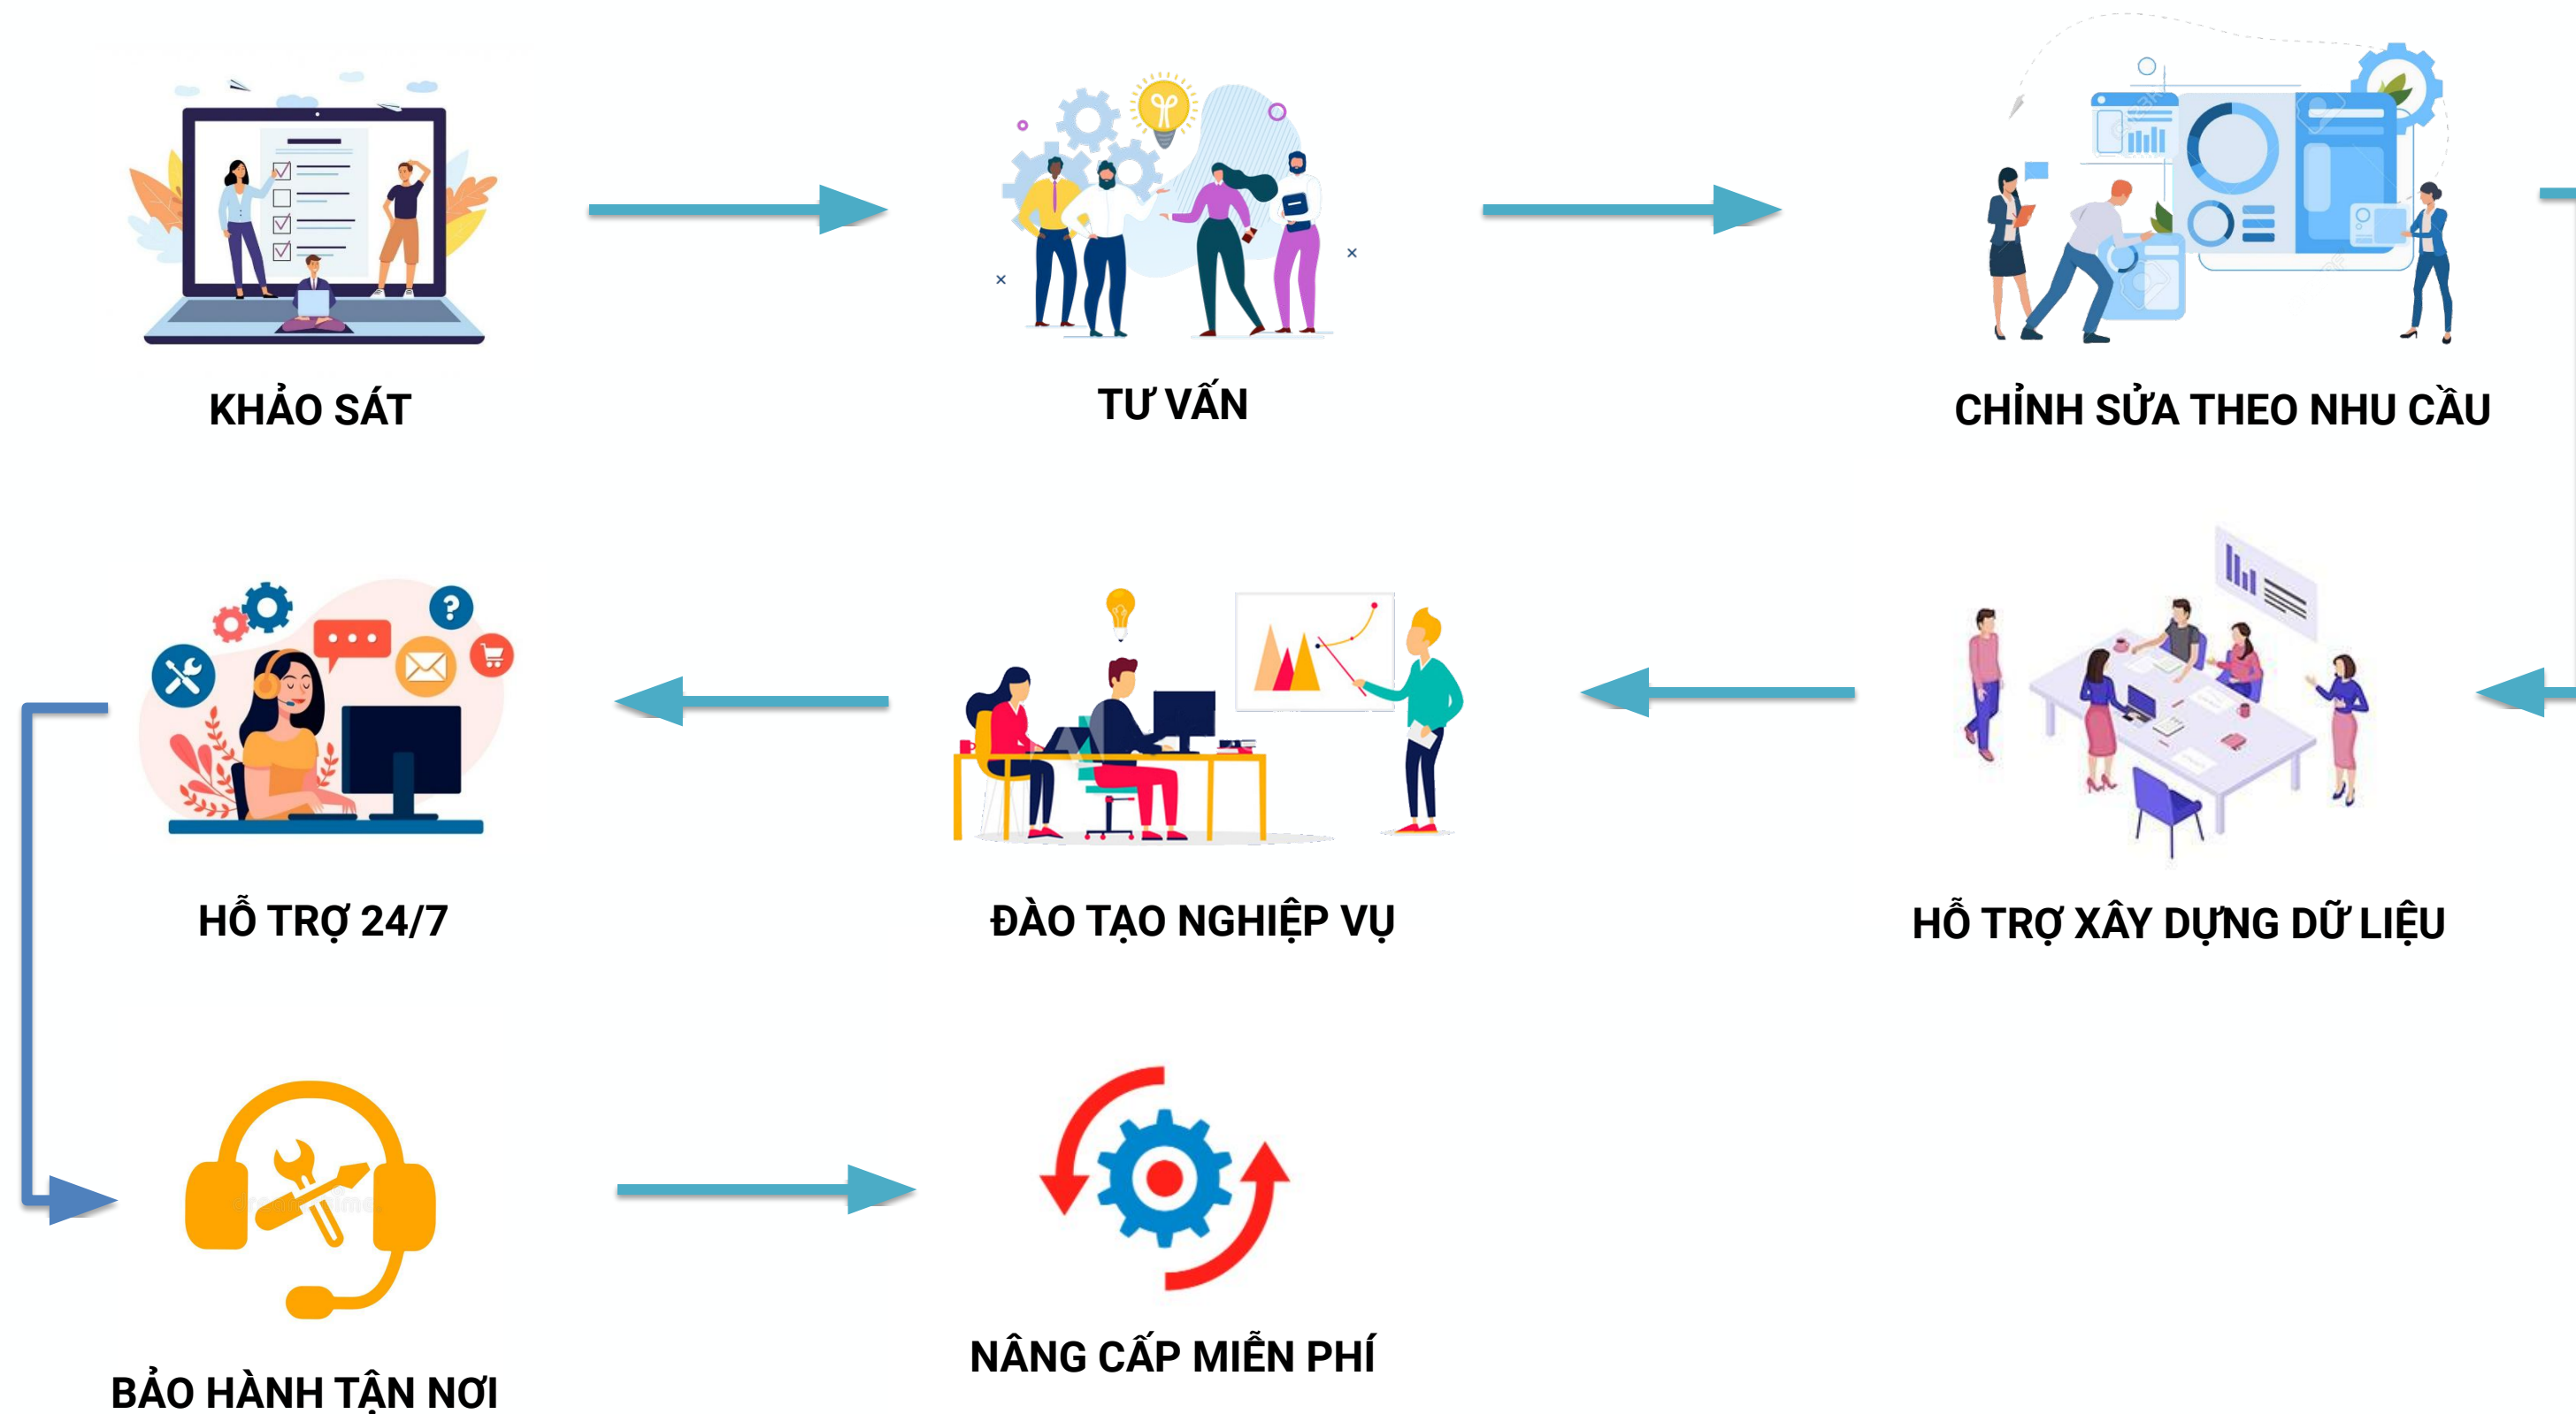 KHẢO SÁT
TƯ VẤN
CHỈNH SỬA THEO NHU CẦU
HỖ TRỢ 24/7
ĐÀO TẠO NGHIỆP VỤ
HỖ TRỢ XÂY DỰNG DỮ LIỆU
BẢO HÀNH TẬN NƠI
NÂNG CẤP MIỄN PHÍ